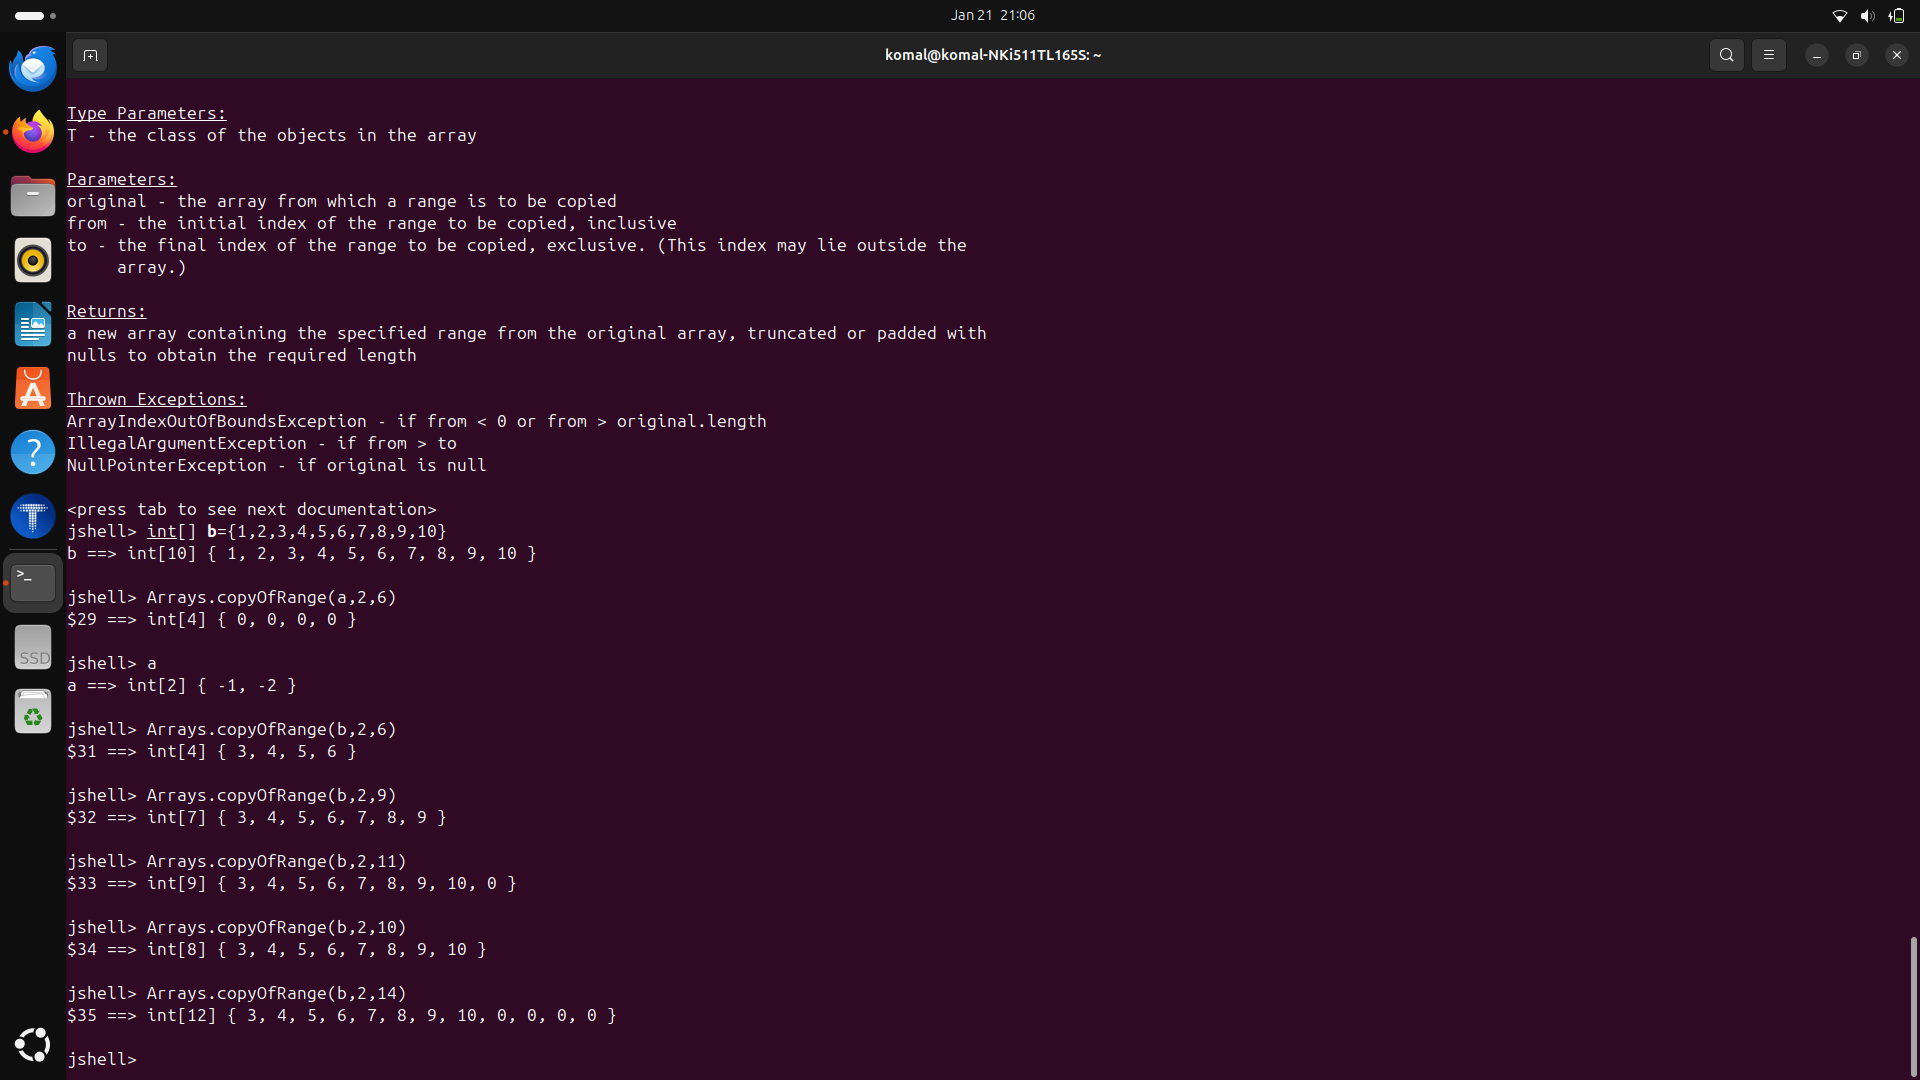 Jan 21 21:06
komal@komal-NKi511TL165S: ~
Type Parameters:
T - the class of the objects in the array
Parameters:
original - the array from which a range is to be copied
from - the initial index of the range to be copied, inclusive
to - the final index of the range to be copied, exclusive. (This index may lie outside the
array.)
Returns:
a new array containing the specified range from the original array, truncated or padded with
nulls to obtain the required length
Thrown Exceptions:
ArrayIndexOutOfBoundsException - if from < 0 or from > original.length
IllegalArgumentException - if from > to
NullPointerException - if original is null
<press tab to see next documentation>
jshell> int[] b={1,2,3,4,5,6,7,8,9,10}
b ==> int[10] { 1, 2, 3, 4, 5, 6, 7, 8, 9, 10 }
jshell> Arrays.copyOfRange(a,2,6)
$29 ==> int[4] { 0, 0, 0, 0 }
jshell> a
a ==> int[2] { -1, -2 }
jshell> Arrays.copyOfRange(b,2,6)
$31 ==> int[4] { 3, 4, 5, 6 }
jshell> Arrays.copyOfRange(b,2,9)
$32 ==> int[7] { 3, 4, 5, 6, 7, 8, 9 }
jshell> Arrays.copyOfRange(b,2,11)
$33 ==> int[9] { 3, 4, 5, 6, 7, 8, 9, 10, 0 }
jshell> Arrays.copyOfRange(b,2,10)
$34 ==> int[8] { 3, 4, 5, 6, 7, 8, 9, 10 }
jshell> Arrays.copyOfRange(b,2,14)
$35 ==> int[12] { 3, 4, 5, 6, 7, 8, 9, 10, 0, 0, 0, 0 }
jshell>
SSD